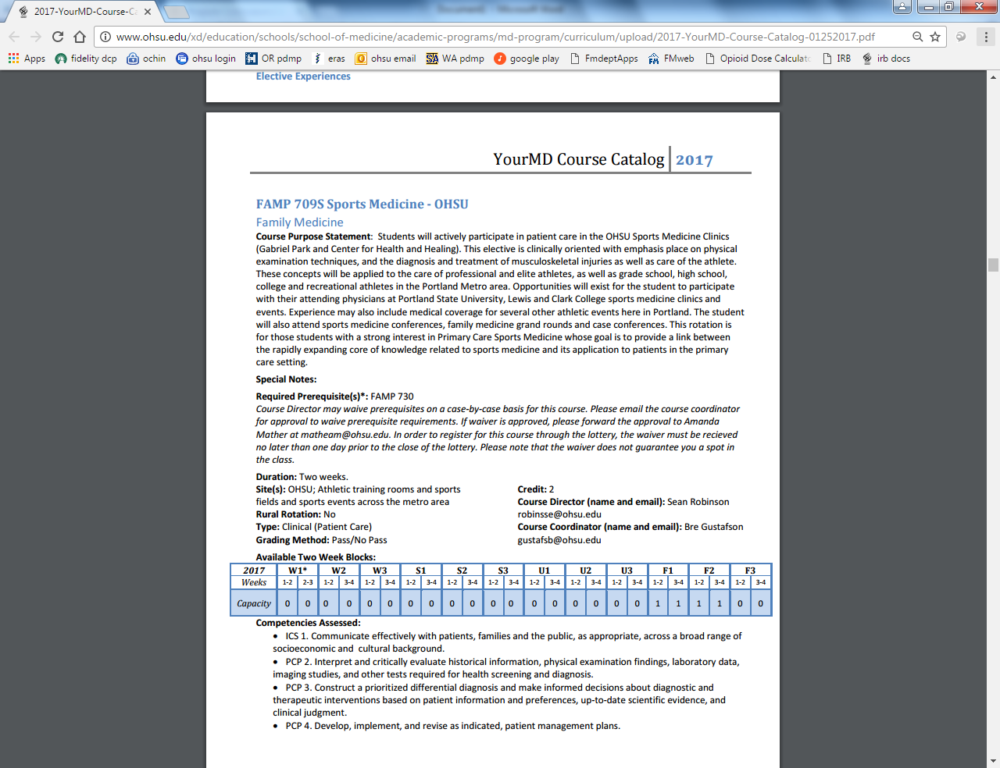 2017-YourMD-Course-Ca
www.ohsu.edu/xd/education/schools/school-of-medicine/academic-programs/md-program/curriculum/upload/2017-YourMD-Course-Catalog-01252017.pdf
Apps fidelity dcp ochin ohsu login OR pdmp eras ohsu email WA pdmp google play FmdeptApps FMweb Opioid Dose Calculato IRB irb docs
Elective Experiences
YourMD Course Catalog 2017
FAMP 709S Sports Medicine - OHSU
Family Medicine
Course Purpose Statement: Students will actively participate in patient care in the OHSU Sports Medicine Clinics
(Gabriel Park and Center for Health and Healing). This elective is clinically oriented with emphasis place on physical
examination techniques, and the diagnosis and treatment of musculoskeletal injuries as well as care of the athlete.
These concepts will be applied to the care of professional and elite athletes, as well as grade school, high school,
college and recreational athletes in the Portland Metro area. Opportunities will exist for the student to participate
with their attending physicians at Portland State University, Lewis and Clark College sports medicine clinics and
events. Experience may also include medical coverage for several other athletic events here in Portland. The student
will also attend sports medicine conferences, family medicine grand rounds and case conferences. This rotation is
for those students with a strong interest in Primary Care Sports Medicine whose goal is to provide a link between
the rapidly expanding core of knowledge related to sports medicine and its application to patients in the primary
care setting.
Special Notes:
Required Prerequisite(s)*: FAMP 730
Course Director may waive prerequisites on a case-by-case basis for this course. Please email the course coordinator
for approval to waive prerequisite requirements. If waiver is approved, please forward the approval to Amanda
Mather at matheam@ohsu.edu. In order to register for this course through the lottery, the waiver must be recieved
no later than one day prior to the close of the lottery. Please note that the waiver does not guarantee you a spot in
the class.
Duration: Two weeks.
Site(s): OHSU; Athletic training rooms and sports
fields and sports events across the metro area
Rural Rotation: No
Type: Clinical (Patient Care)
Grading Method: Pass/No Pass
Credit: 2
Course Director (name and email): Sean Robinson
robinsse@ohsu.edu
Course Coordinator (name and email): Bre Gustafson
gustafsb@ohsu.edu
Available Two Week Blocks:
2017 W1* W2 W3 S1 S2 S3 U1 U2 U3 F1 F2 F3
Weeks 1-2 2-3 1-2 3-4 1-2 3-4 1-2 3-4 1-2 3-4 1-2 3-4 1-2 3-4 1-2 3-4 1-2 3-4 1-2 3-4 1-2 3-4 1-2 3-4
Capacity 0 0 0 0 0 0 0 0 0 0 0 0 0 0 0 0 0 0 1 1 1 1 0 0
Competencies Assessed:
• ICS 1. Communicate effectively with patients, families and the public, as appropriate, across a broad range of
socioeconomic and cultural background.
• PCP 2. Interpret and critically evaluate historical information, physical examination findings, laboratory data,
imaging studies, and other tests required for health screening and diagnosis.
• PCP 3. Construct a prioritized differential diagnosis and make informed decisions about diagnostic and
therapeutic interventions based on patient information and preferences, up-to-date scientific evidence, and
clinical judgment.
• PCP 4. Develop, implement, and revise as indicated, patient management plans.